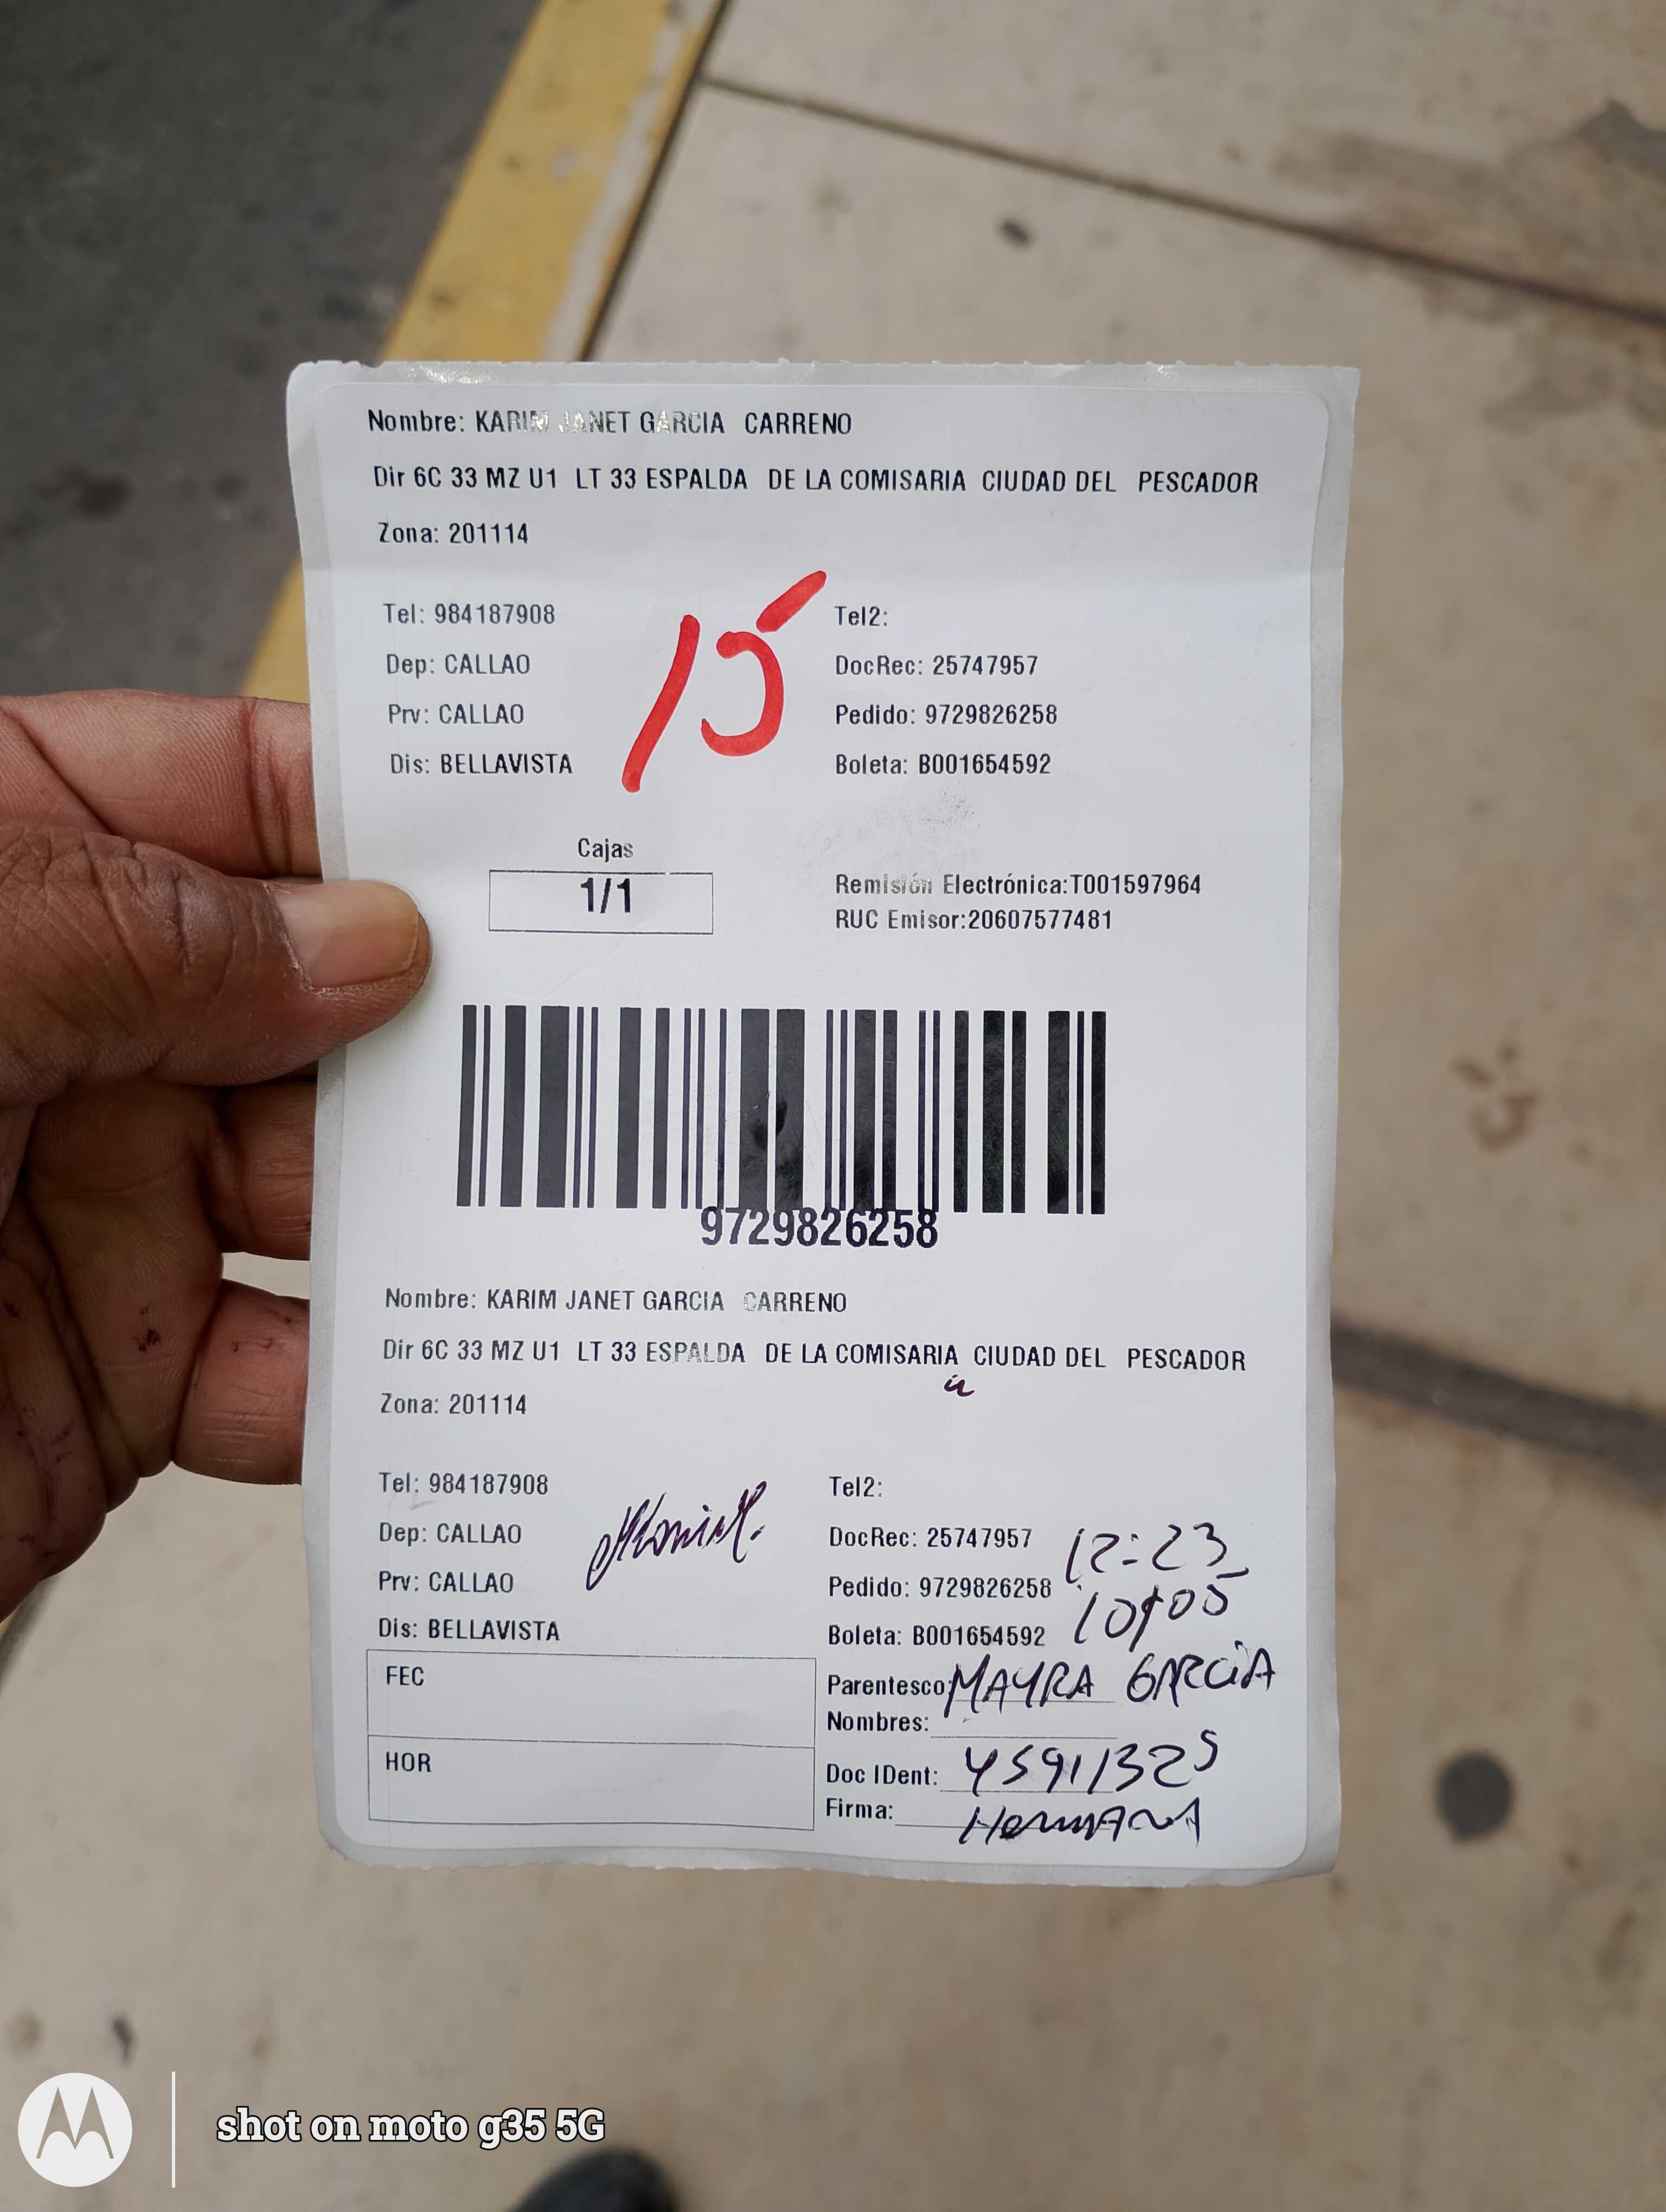 Nombre: KARIM JANET GARCIA CARRENO
Dir 6C 33 MZ U1 LT 33 ESPALDA DE LA COMISARIA CIUDAD DEL PESCADOR
Zona: 201114
15
Tel: 984187908 Tel2:
Dep: CALLAO DocRec: 25747957
Prv: CALLAO Pedido: 9729826258
Dis: BELLAVISTA Boleta: B001654592
Cajas
1/1
Remisión Electrónica:T001597964
RUC Emisor:20607577481
9729826258
Nombre: KARIM JANET GARCIA CARRENO
Dir 6C 33 MZ U1 LT 33 ESPALDA DE LA COMISARIA CIUDAD DEL PESCADOR
Zona: 201114
Tel: 984187908 Tel2:
Dep: CALLAO DocRec: 25747957 12:23
Prv: CALLAO Pedido: 9729826258 10/05
Dis: BELLAVISTA Boleta: B001654592
FEC
Parentesco: MAYRA GARCIA
Nombres:
HOR
Doc IDent: 45911325
Firma: HERMANA
shot on moto g35 5G